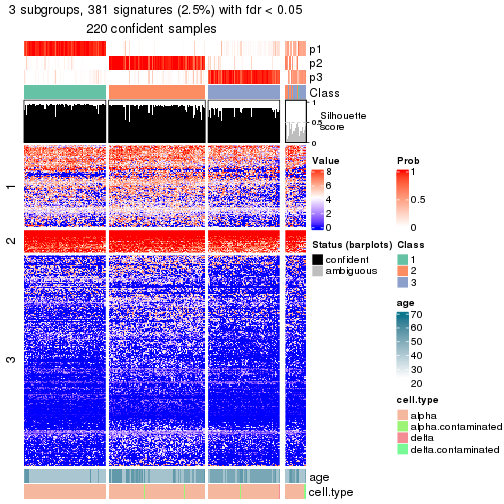 3 subgroups, 381 signatures (2.5%) with fdr < 0.05
220 confident samples
p1
p2
p3
Class
1
0.5
0
Silhouette
score
1
2
3
age
cell.type
Value
8
6
4
2
0
Prob
1
0.5
0
Status (barplots)
confident
ambiguous
Class
1
2
3
age
70
60
50
40
30
20
cell.type
alpha
alpha.contaminated
delta
delta.contaminated